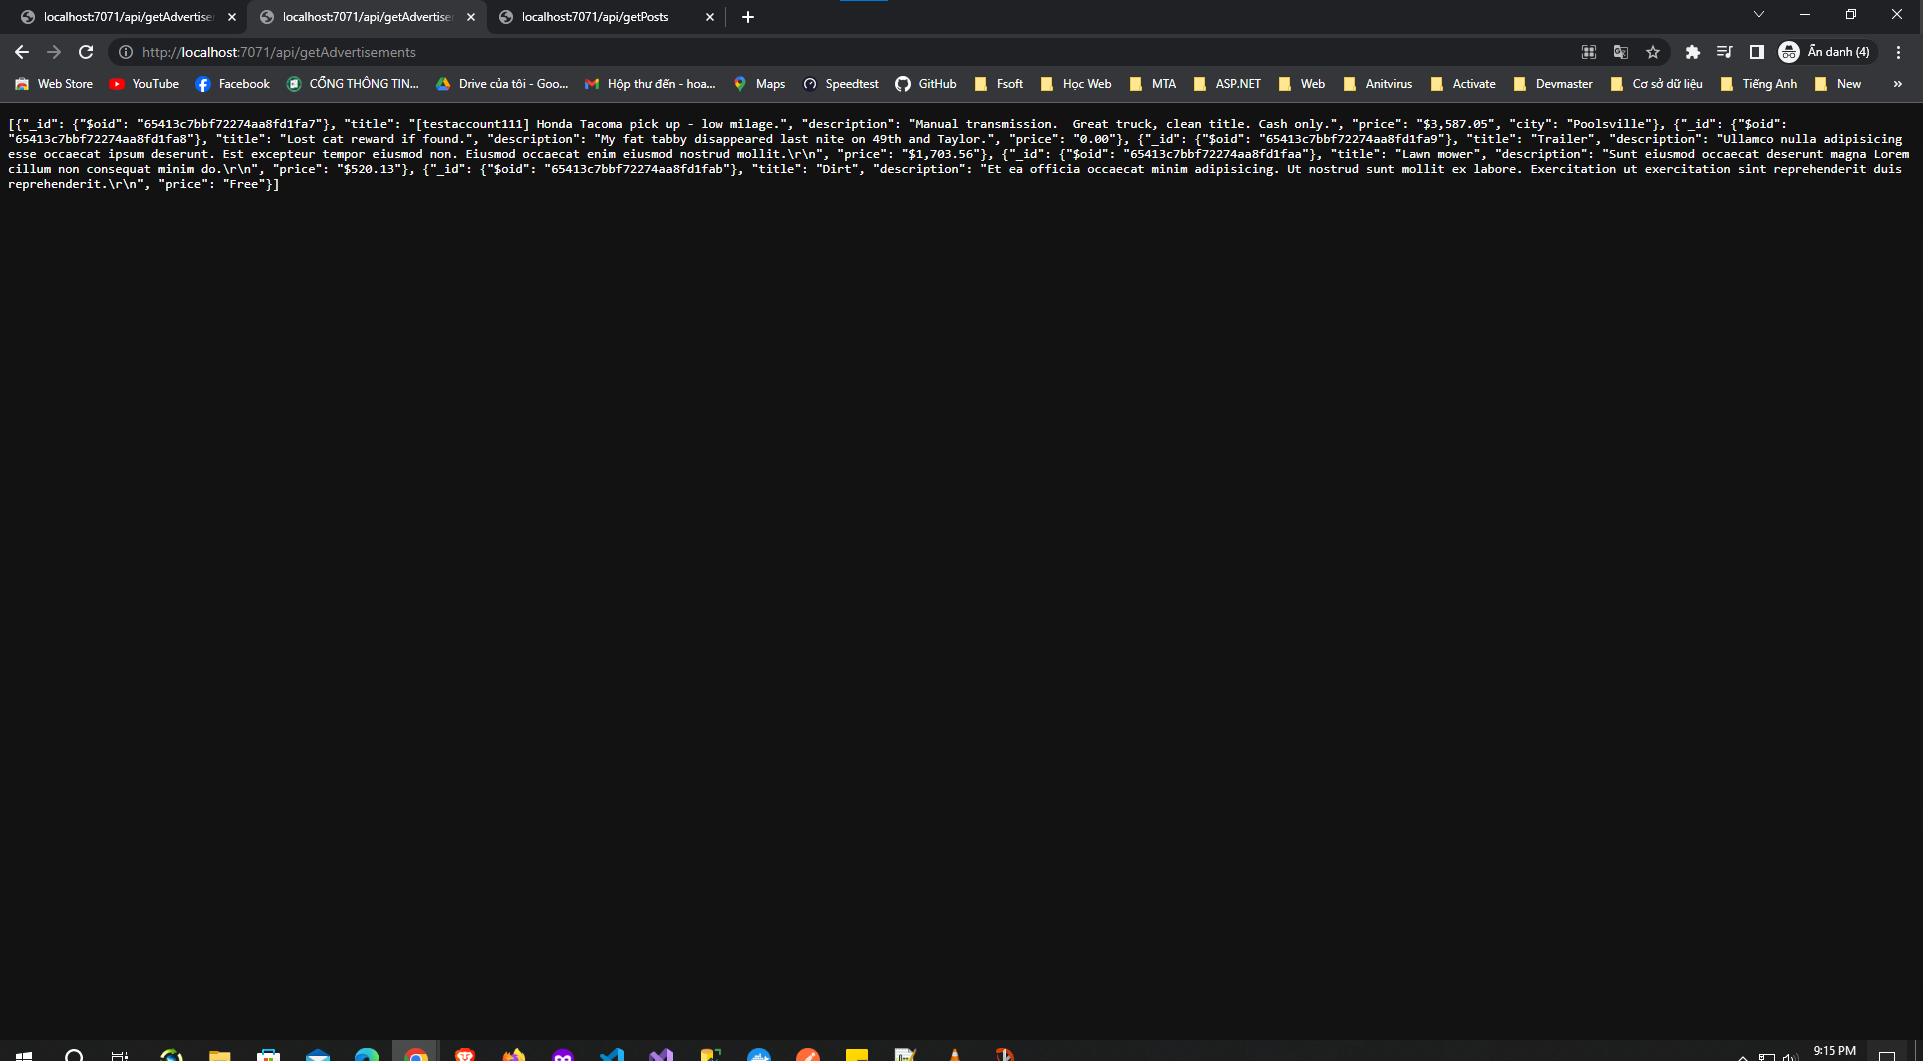 localhost:7071/api/getAdvertise
localhost:7071/api/getAdvertise
localhost:7071/api/getPosts
http://localhost:7071/api/getAdvertisements
Ẩn danh (4)
Web Store
YouTube
Facebook
CỔNG THÔNG TIN...
Drive của tôi - Goo...
Hộp thư đến - hoa...
Maps
Speedtest
GitHub
Fsoft
Học Web
MTA
ASP.NET
Web
Anitvirus
Activate
Devmaster
Cơ sở dữ liệu
Tiếng Anh
New
»
[{"_id": {"$oid": "65413c7bbf72274aa8fd1fa7"}, "title": "[testaccount111] Honda Tacoma pick up - low milage.", "description": "Manual transmission.  Great truck, clean title. Cash only.", "price": "$3,587.05", "city": "Poolsville"}, {"_id": {"$oid":
"65413c7bbf72274aa8fd1fa8"}, "title": "Lost cat reward if found.", "description": "My fat tabby disappeared last nite on 49th and Taylor.", "price": "0.00"}, {"_id": {"$oid": "65413c7bbf72274aa8fd1fa9"}, "title": "Trailer", "description": "Ullamco nulla adipisicing
esse occaecat ipsum deserunt. Est excepteur tempor eiusmod non. Eiusmod occaecat enim eiusmod nostrud mollit.\r\n", "price": "$1,703.56"}, {"_id": {"$oid": "65413c7bbf72274aa8fd1faa"}, "title": "Lawn mower", "description": "Sunt eiusmod occaecat deserunt magna Lorem
cillum non consequat minim do.\r\n", "price": "$520.13"}, {"_id": {"$oid": "65413c7bbf72274aa8fd1fab"}, "title": "Dirt", "description": "Et ea officia occaecat minim adipisicing. Ut nostrud sunt mollit ex labore. Exercitation ut exercitation sint reprehenderit duis
reprehenderit.\r\n", "price": "Free"}]
9:15 PM